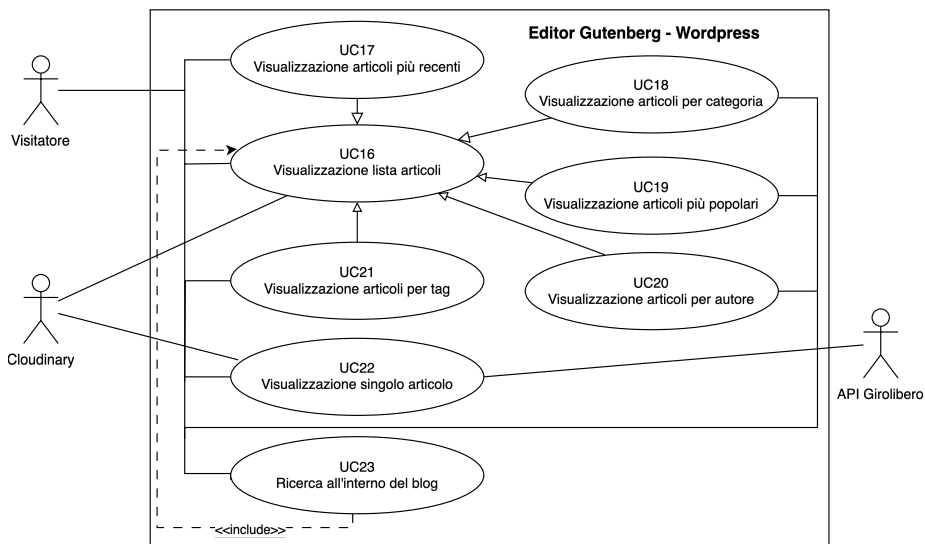 Editor Gutenberg - Wordpress
UC17
Visualizzazione articoli più recenti
UC18
Visualizzazione articoli per categoria
Visitatore
UC16
Visualizzazione lista articoli
UC19
Visualizzazione articoli più popolari
UC21
Visualizzazione articoli per tag
UC20
Visualizzazione articoli per autore
Cloudinary
UC22
Visualizzazione singolo articolo
API Girolibero
UC23
Ricerca all'interno del blog
<<include>>